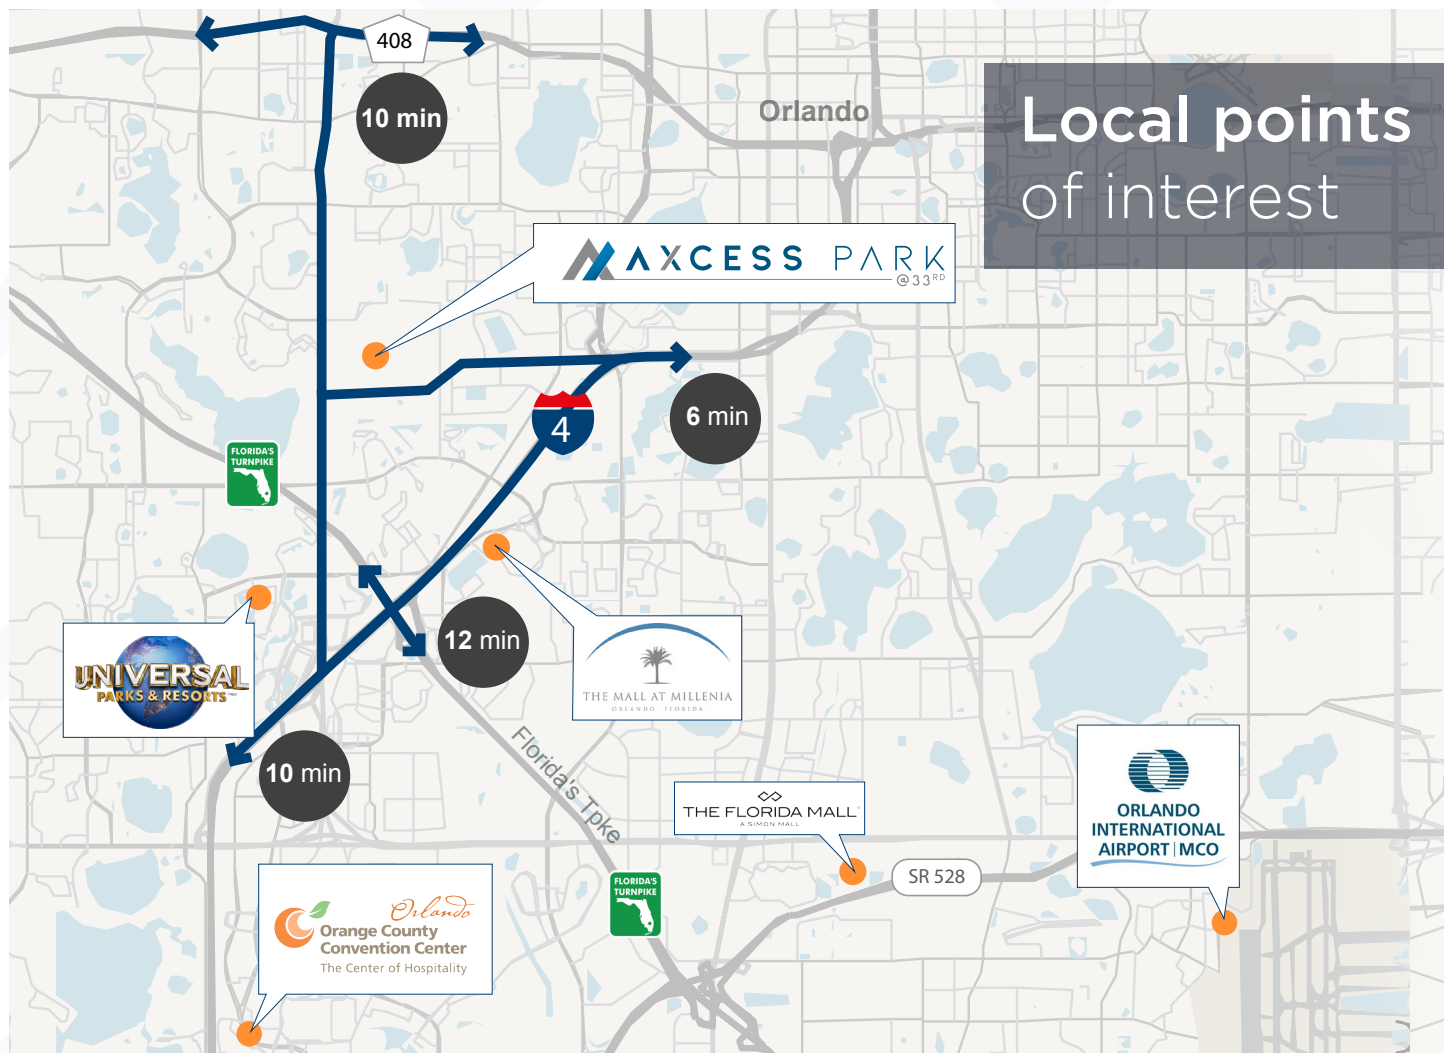 408
10 min
Orlando
Local points
of interest
AXCESS PARK
@33RD
6 min
4
FLORIDA'S
TURNPIKE
12 min
UNIVERSAL
PARKS & RESORTS
THE MALL AT MILLENIA
ORLANDO FLORIDA
10 min
Florida's Tpke
THE FLORIDA MALL
A SIMON MALL
ORLANDO
INTERNATIONAL
AIRPORT | MCO
SR 528
FLORIDA'S
TURNPIKE
Orlando
Orange County
Convention Center
The Center of Hospitality